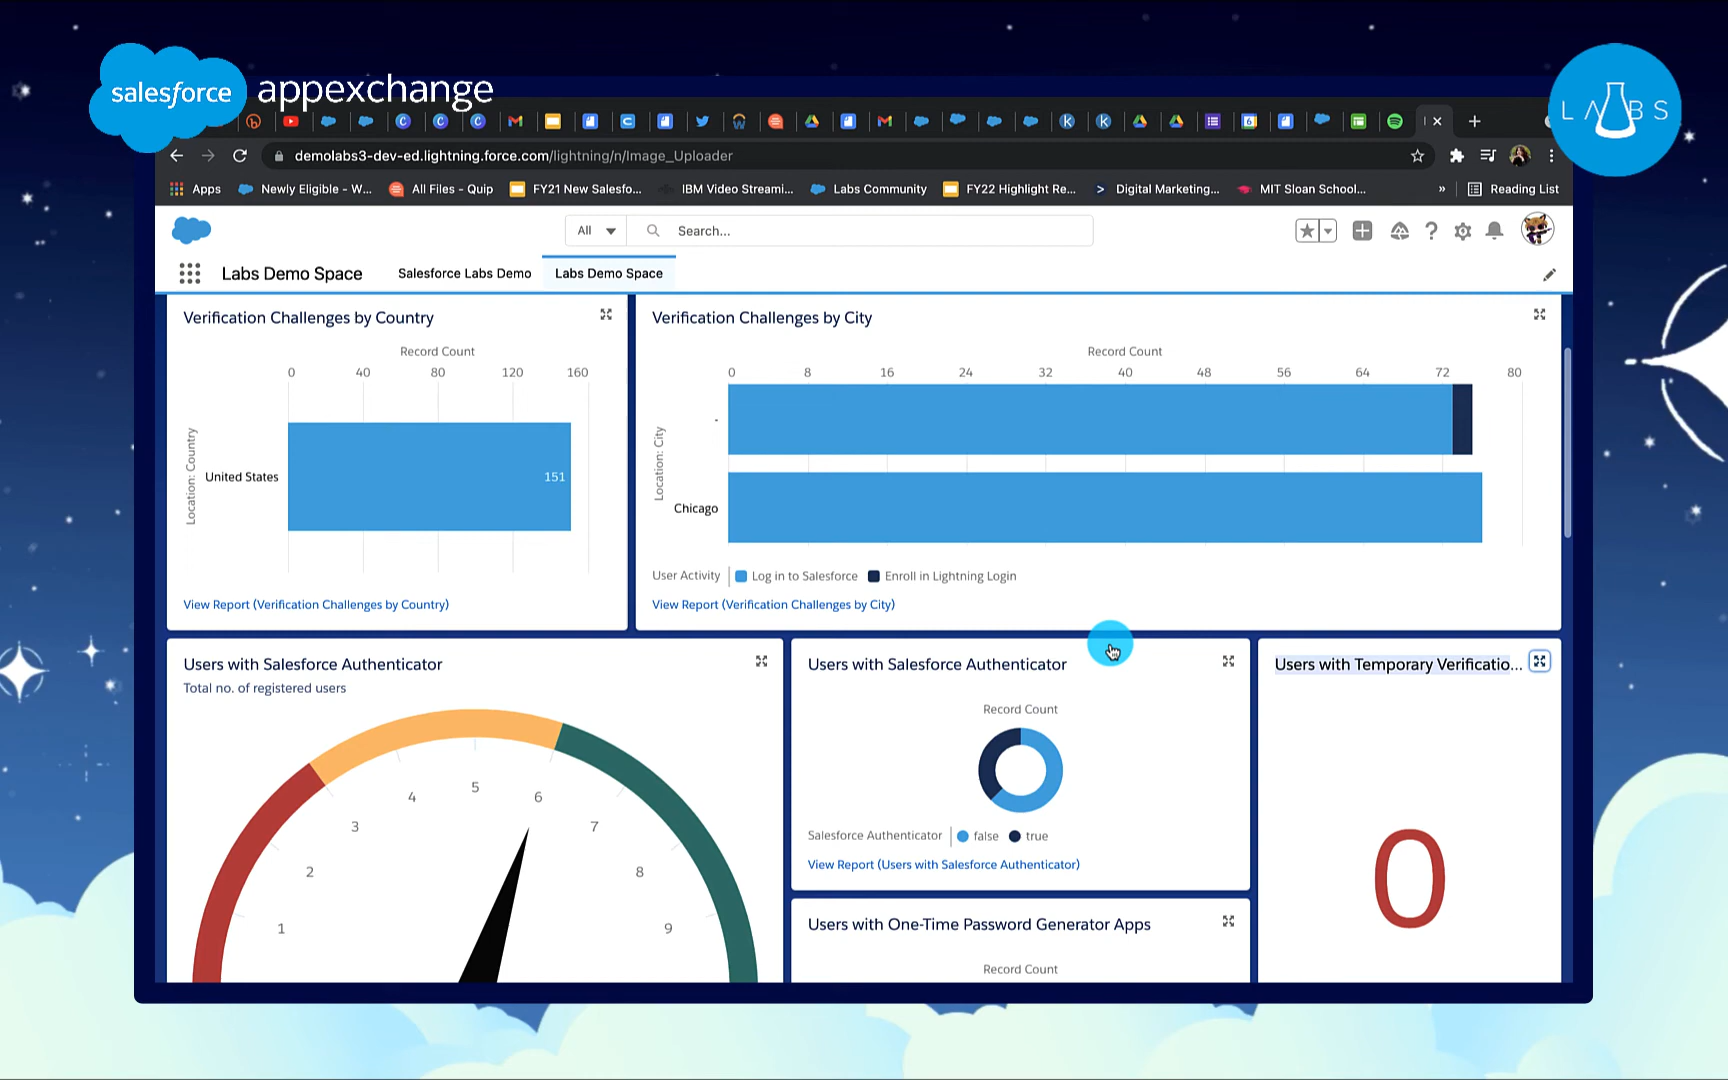 salesforce appexchange
LABS
demolabs3-dev-ed.lightning.force.com/lightning/n/Image_Uploader
Apps Newly Eligible - W... All Files - Quip FY21 New Salesfo... IBM Video Streami... Labs Community FY22 Highlight Re... Digital Marketing... MIT Sloan School... » Reading List
All Search...
Labs Demo Space Salesforce Labs Demo Labs Demo Space
Verification Challenges by Country
Record Count
0 40 80 120 160
Location: Country
United States
151
View Report (Verification Challenges by Country)
Verification Challenges by City
Record Count
0 8 16 24 32 40 48 56 64 72 80
Location: City
-
Chicago
User Activity Log in to Salesforce Enroll in Lightning Login
View Report (Verification Challenges by City)
Users with Salesforce Authenticator
Total no. of registered users
1 2 3 4 5 6 7 8 9
Users with Salesforce Authenticator
Record Count
Salesforce Authenticator false true
View Report (Users with Salesforce Authenticator)
Users with One-Time Password Generator Apps
Record Count
Users with Temporary Verificatio...
0